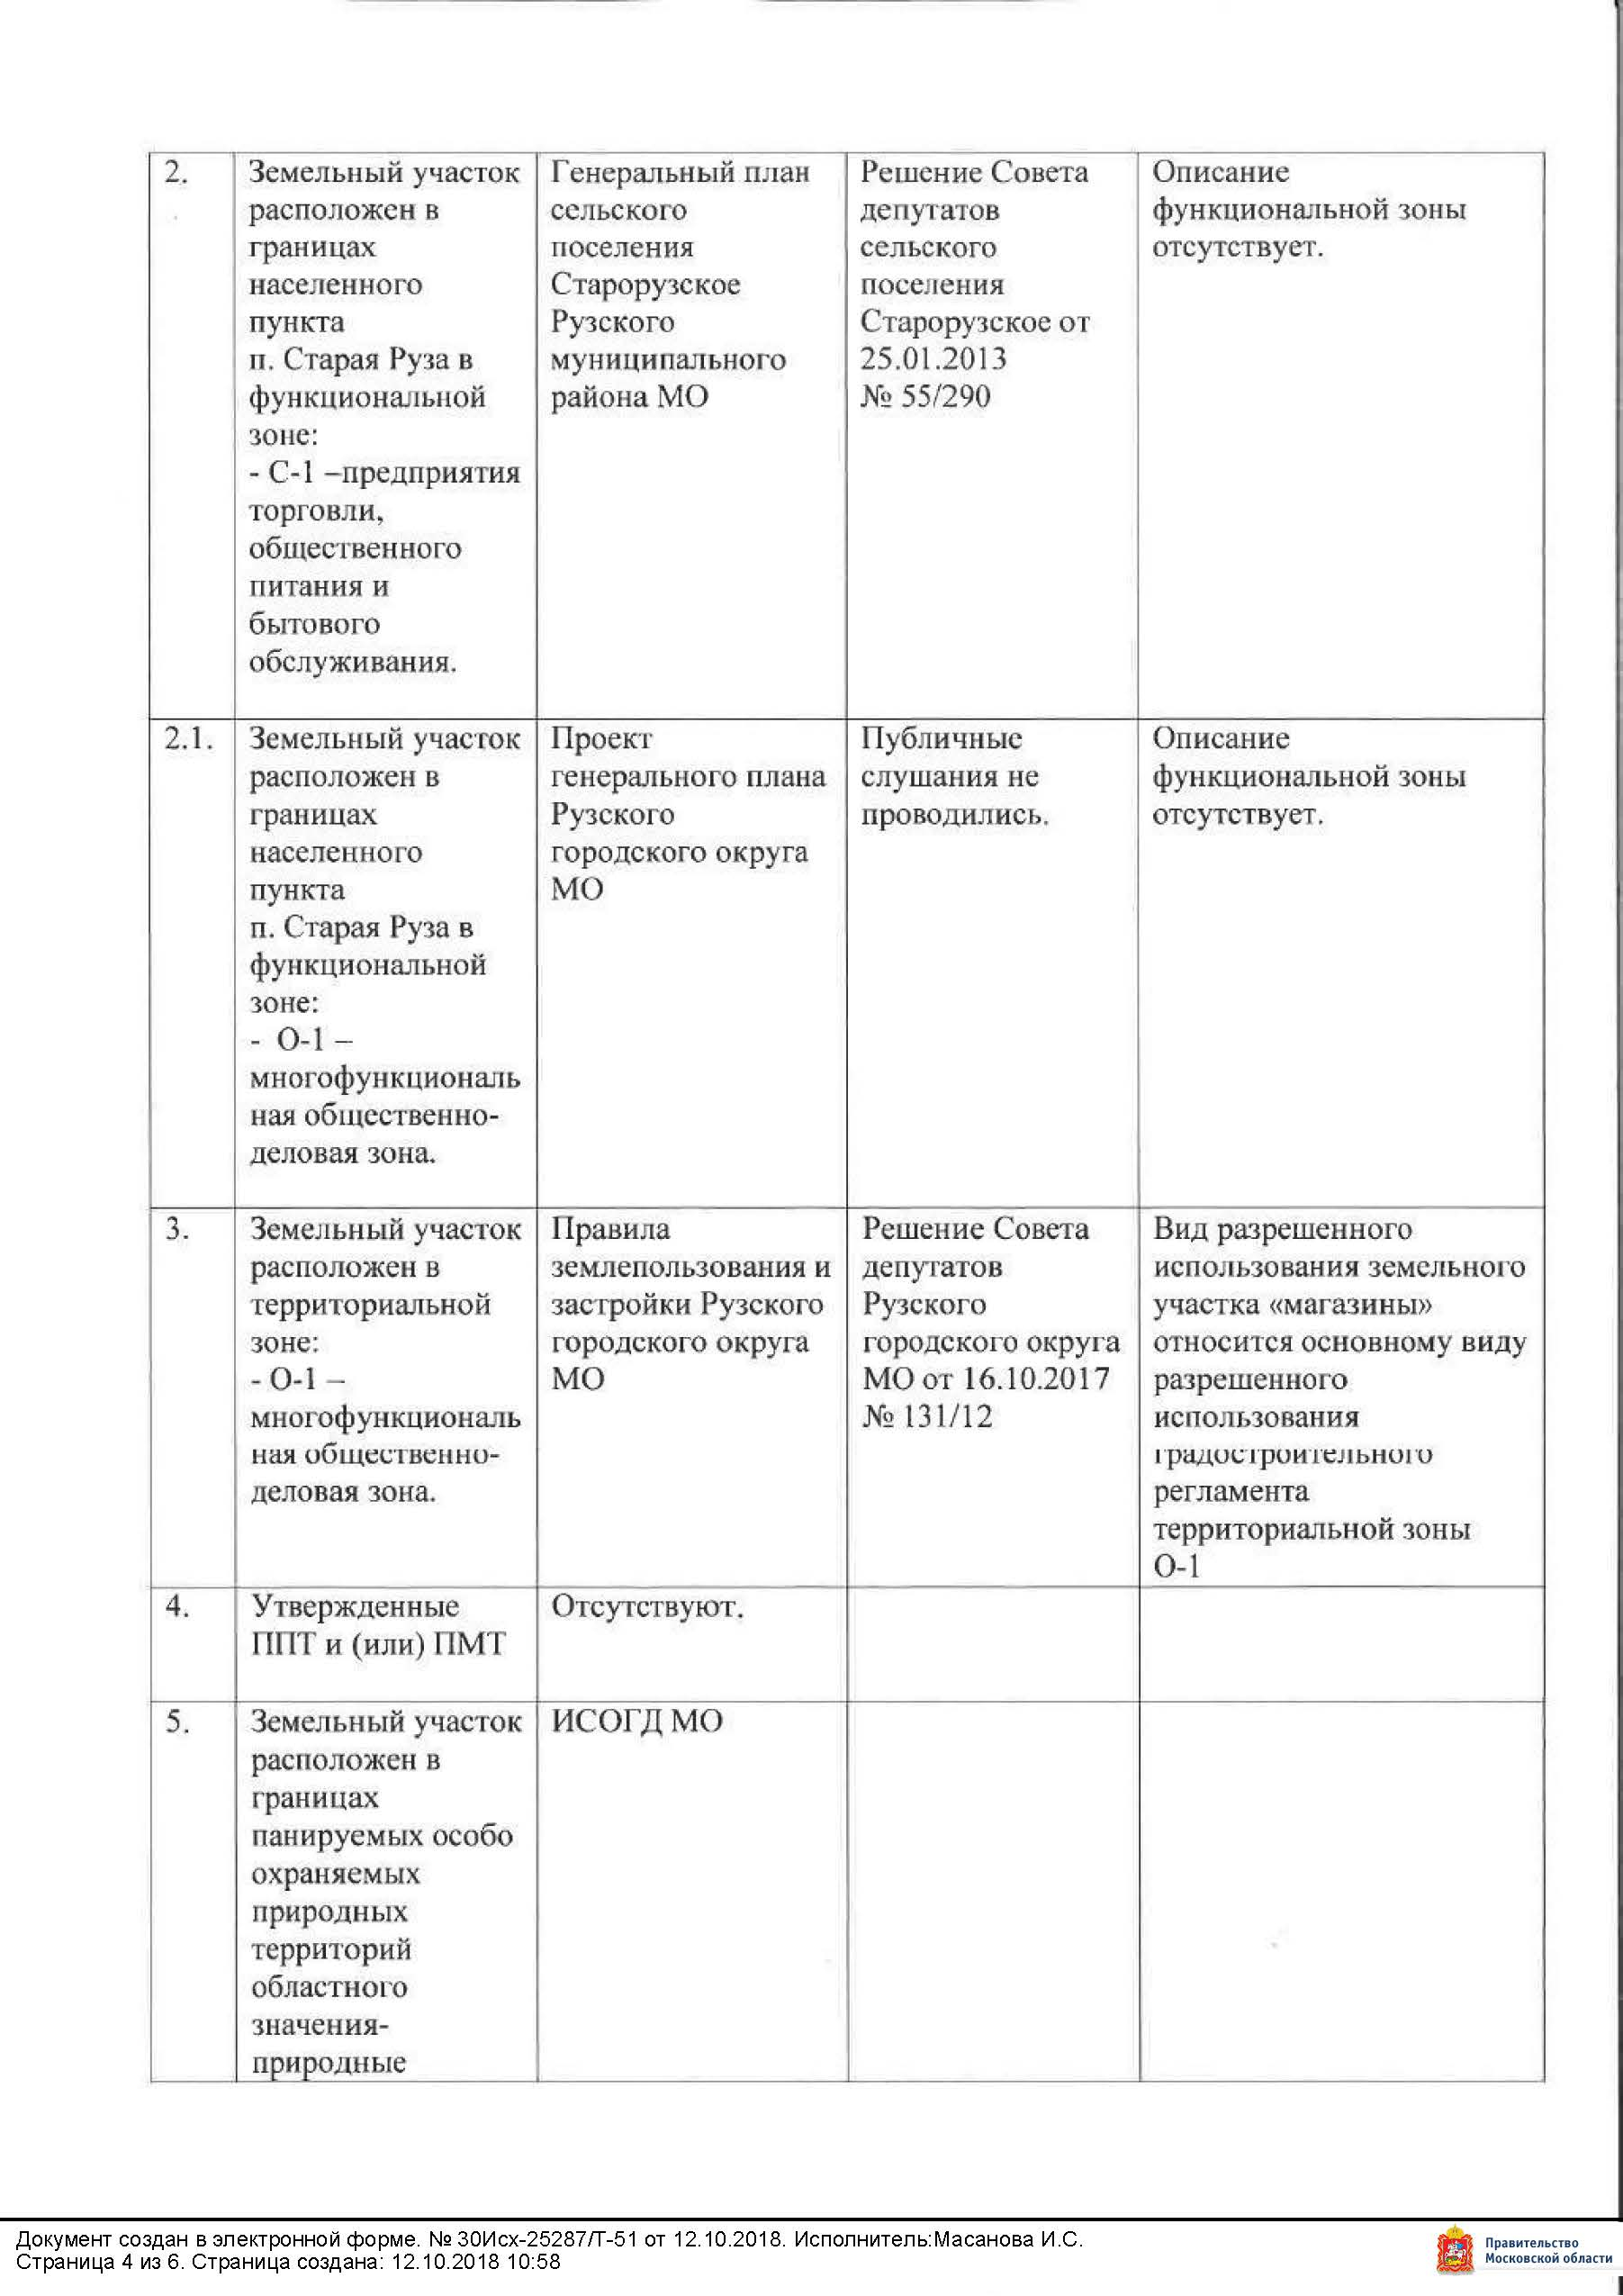 2.
Земельный участок
расположен в
границах
населенного
пункта
п. Старая Руза в
функциональной
зоне:
- С-1 –предприятия
торговли,
общественного
питания и
бытового
обслуживания.
Генеральный план
сельского
поселения
Старорузское
Рузского
муниципального
района МО
Решение Совета
депутатов
сельского
поселения
Старорузское от
25.01.2013
№ 55/290
Описание
функциональной зоны
отсутствует.
2.1.
Земельный участок
расположен в
границах
населенного
пункта
п. Старая Руза в
функциональной
зоне:
- О-1 –
многофункциональ
ная общественно-
деловая зона.
Проект
генерального плана
Рузского
городского округа
МО
Публичные
слушания не
проводились.
Описание
функциональной зоны
отсутствует.
3.
Земельный участок
расположен в
территориальной
зоне:
- О-1 –
многофункциональ
ная общественно-
деловая зона.
Правила
землепользования и
застройки Рузского
городского округа
МО
Решение Совета
депутатов
Рузского
городского округа
МО от 16.10.2017
№ 131/12
Вид разрешенного
использования земельного
участка «магазины»
относится основному виду
разрешенного
использования
градостроительного
регламента
территориальной зоны
О-1
4.
Утвержденные
ППТ и (или) ПМТ
Отсутствуют.
5.
Земельный участок
расположен в
границах
панируемых особо
охраняемых
природных
территорий
областного
значения-
природные
ИСОГД МО
Документ создан в электронной форме. № 30Исх-25287/Т-51 от 12.10.2018. Исполнитель:Масанова И.С.
Страница 4 из 6. Страница создана: 12.10.2018 10:58
Правительство
Московской области